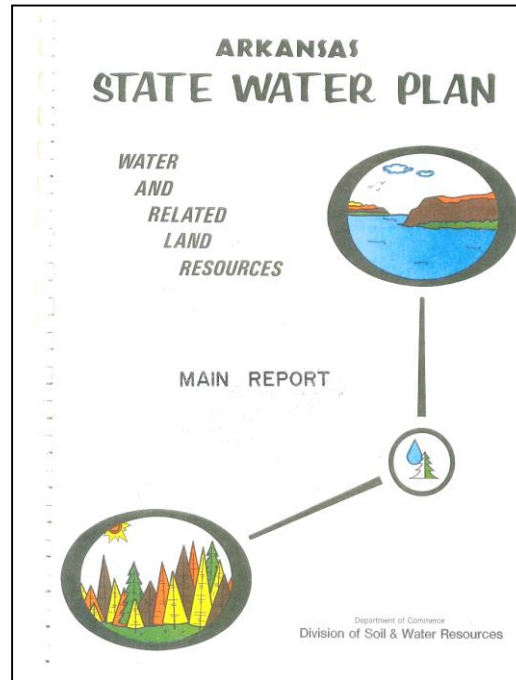 ARKANSAS
STATE WATER PLAN
WATER
AND
RELATED
LAND
RESOURCES
MAIN REPORT
Department of Commerce
Division of Soil & Water Resources